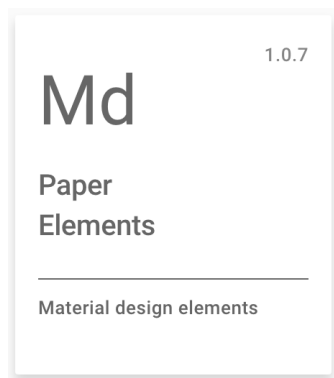 1.0.7
Md
Paper
Elements
Material design elements